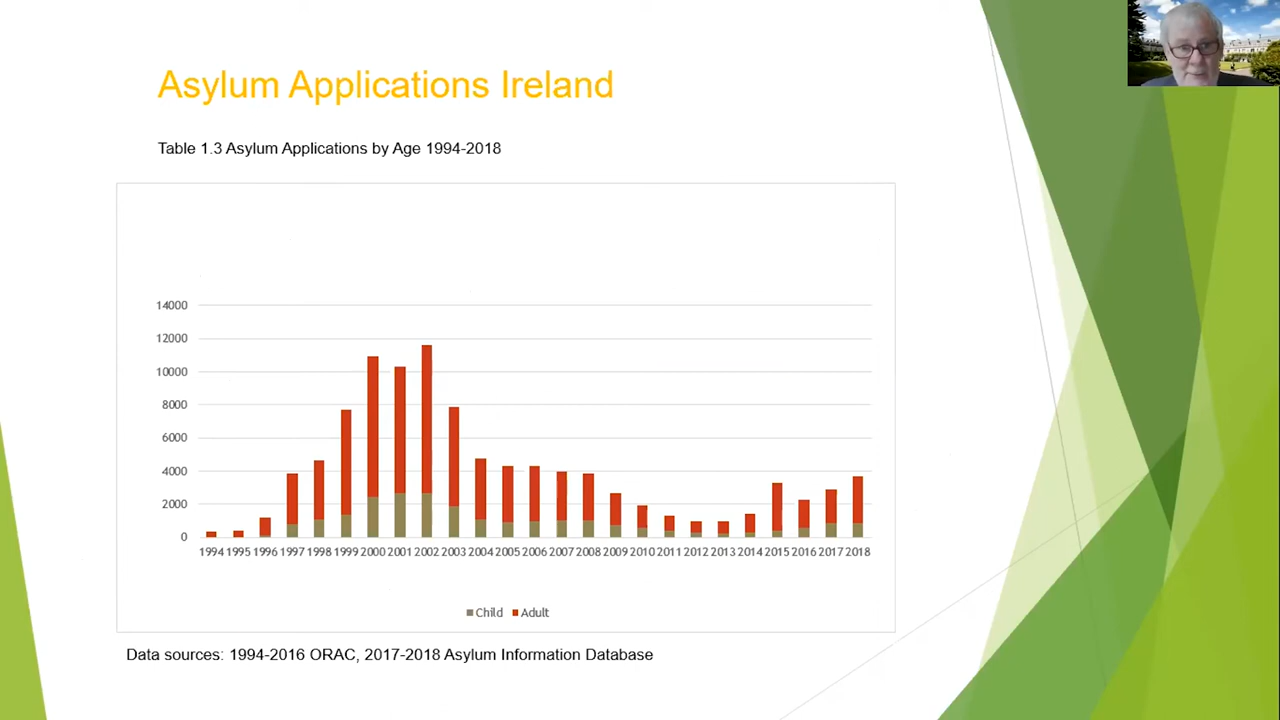 Asylum Applications Ireland
Table 1.3 Asylum Applications by Age 1994-2018
14000
12000
10000
8000
6000
4000
2000
0
1994 1995 1996 1997 1998 1999 2000 2001 2002 2003 2004 2005 2006 2007 2008 2009 2010 2011 2012 2013 2014 2015 2016 2017 2018
Child Adult
Data sources: 1994-2016 ORAC, 2017-2018 Asylum Information Database